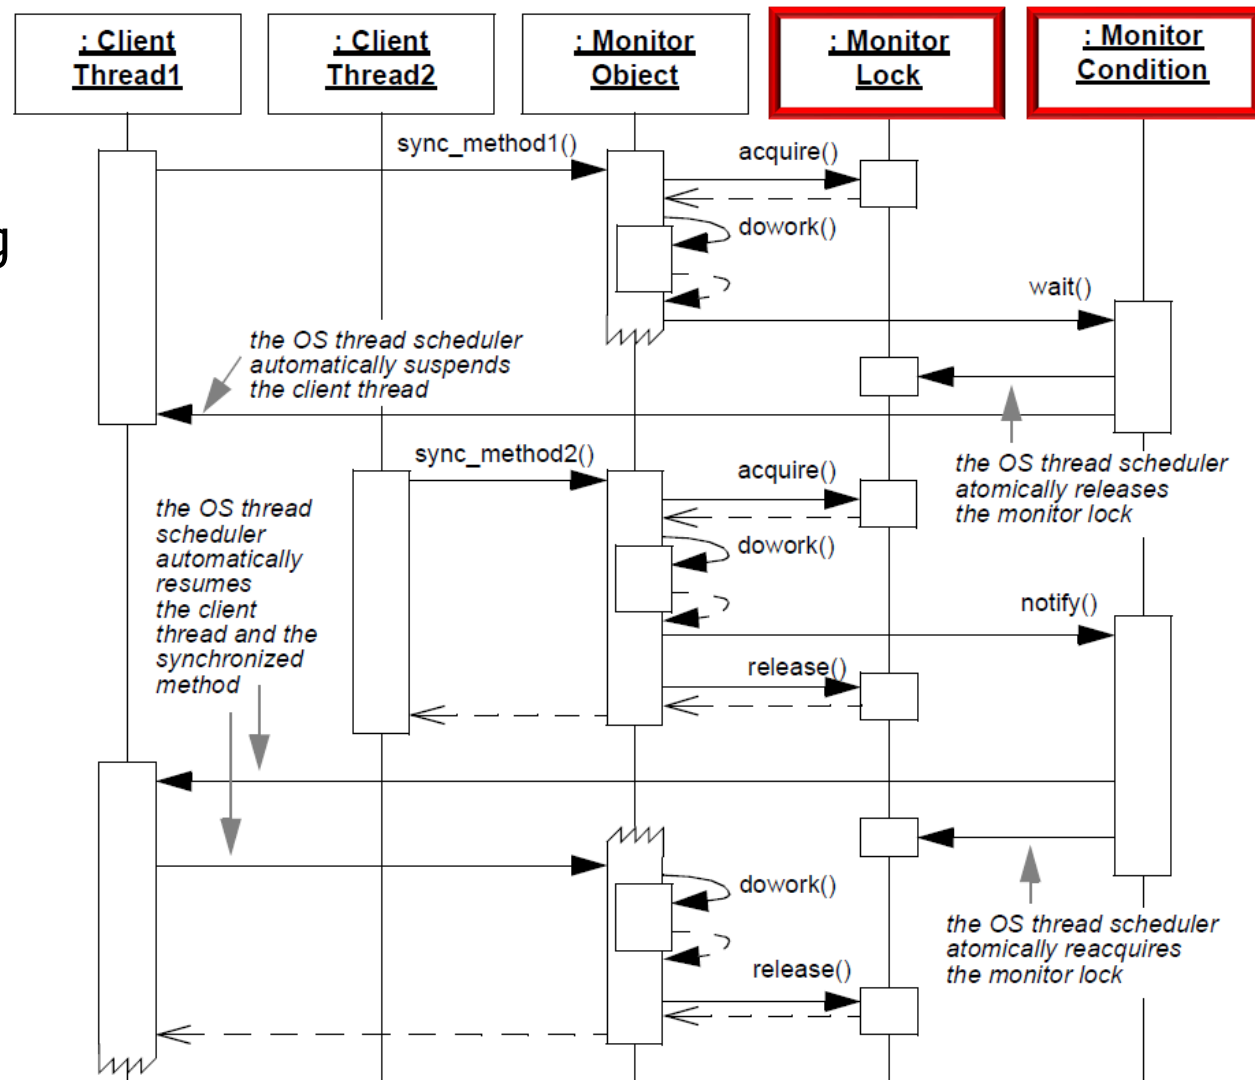 : Client
Thread1
: Client
Thread2
: Monitor
Object
: Monitor
Lock
: Monitor
Condition
sync_method1()
acquire()
dowork()
g
wait()
the OS thread scheduler
automatically suspends
the client thread
sync_method2()
acquire()
the OS thread scheduler
atomically releases
the monitor lock
the OS thread
scheduler
automatically
resumes
the client
thread and the
synchronized
method
dowork()
notify()
release()
dowork()
the OS thread scheduler
atomically reacquires
the monitor lock
release()